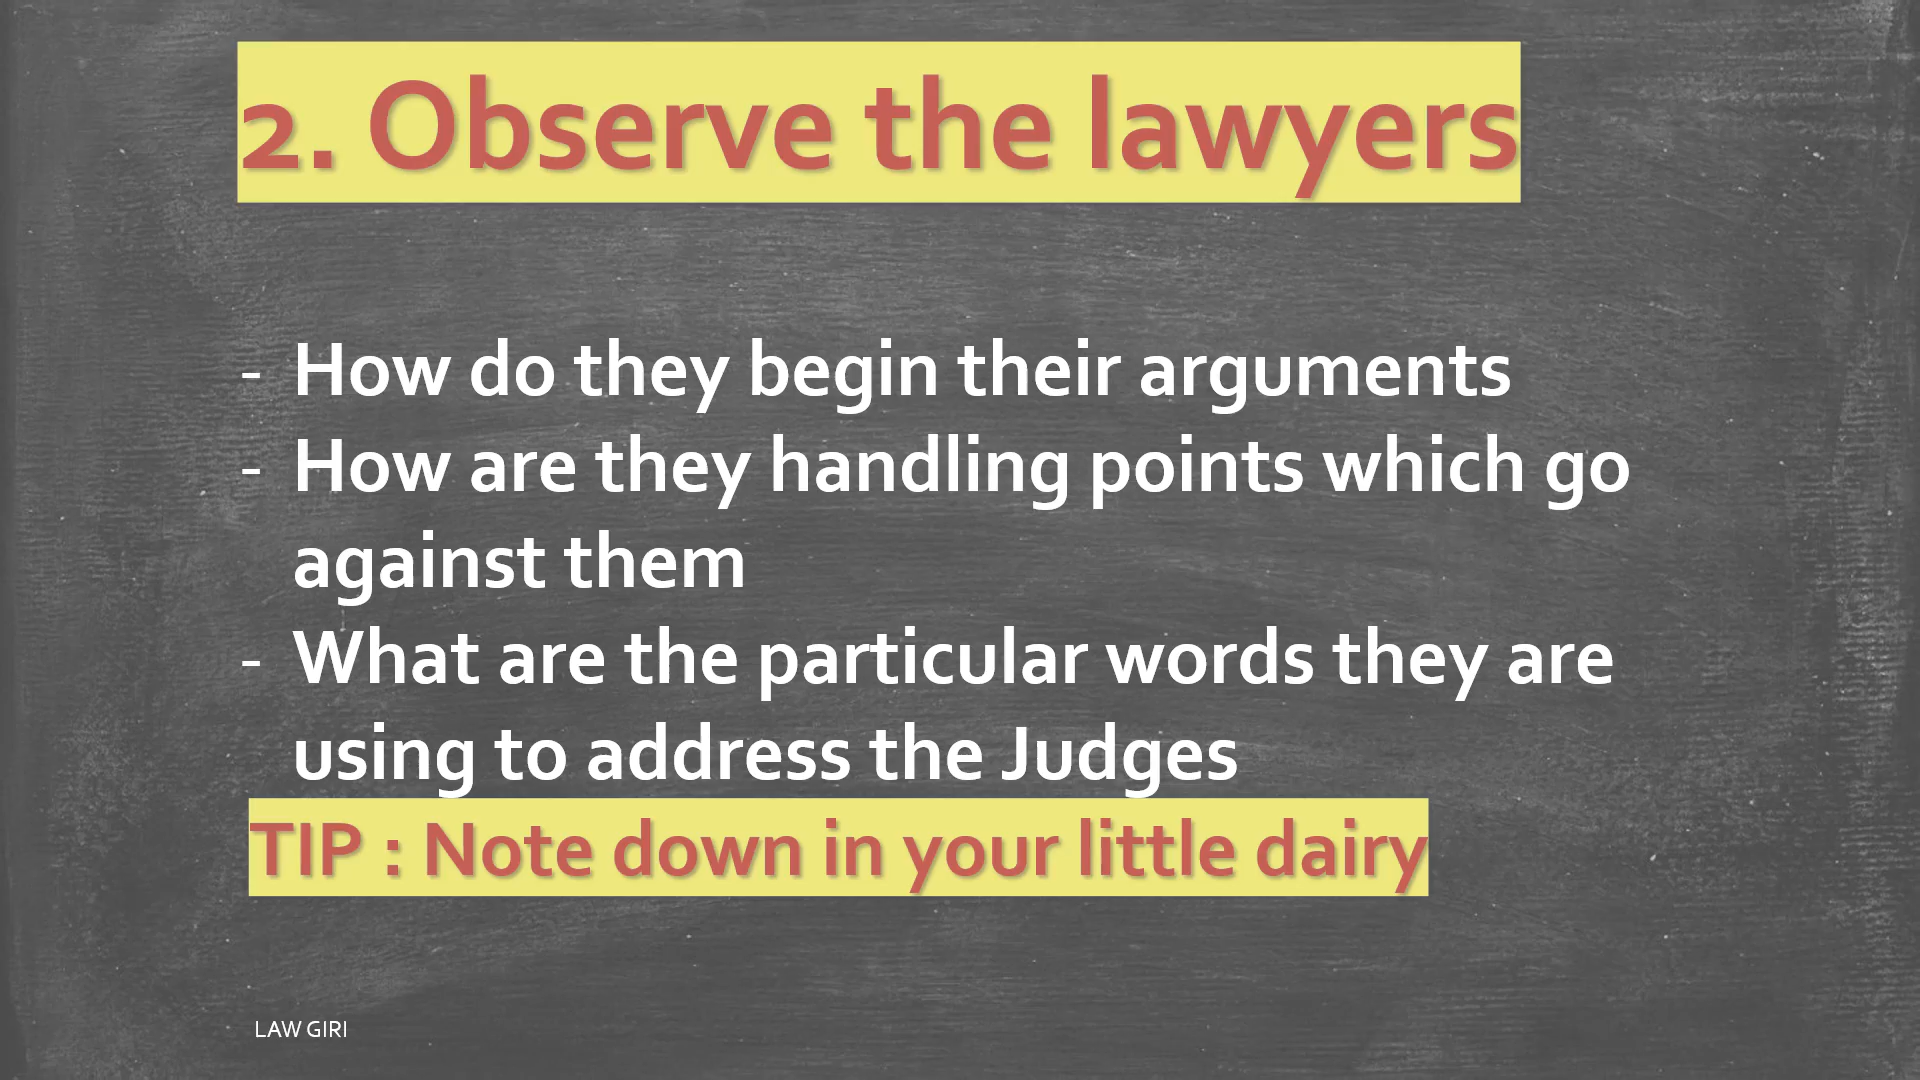 2. Observe the lawyers
- How do they begin their arguments
- How are they handling points which go
against them
- What are the particular words they are
using to address the Judges
TIP : Note down in your little dairy
LAW GIRI